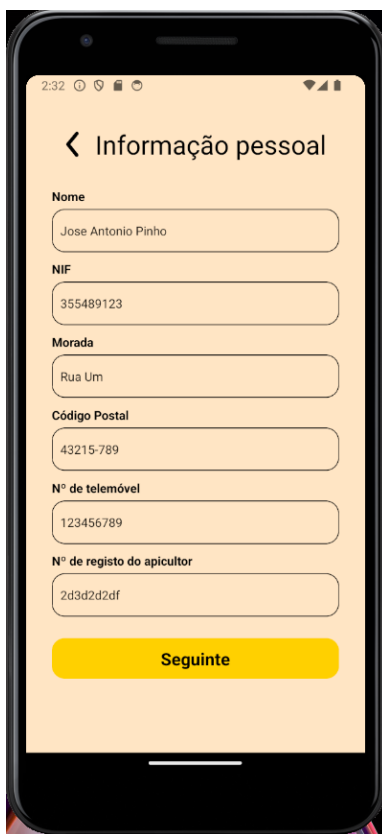 2:32
Informação pessoal
Nome
Jose Antonio Pinho
NIF
355489123
Morada
Rua Um
Código Postal
43215-789
Nº de telemóvel
123456789
Nº de registo do apicultor
2d3d2d2df
Seguinte